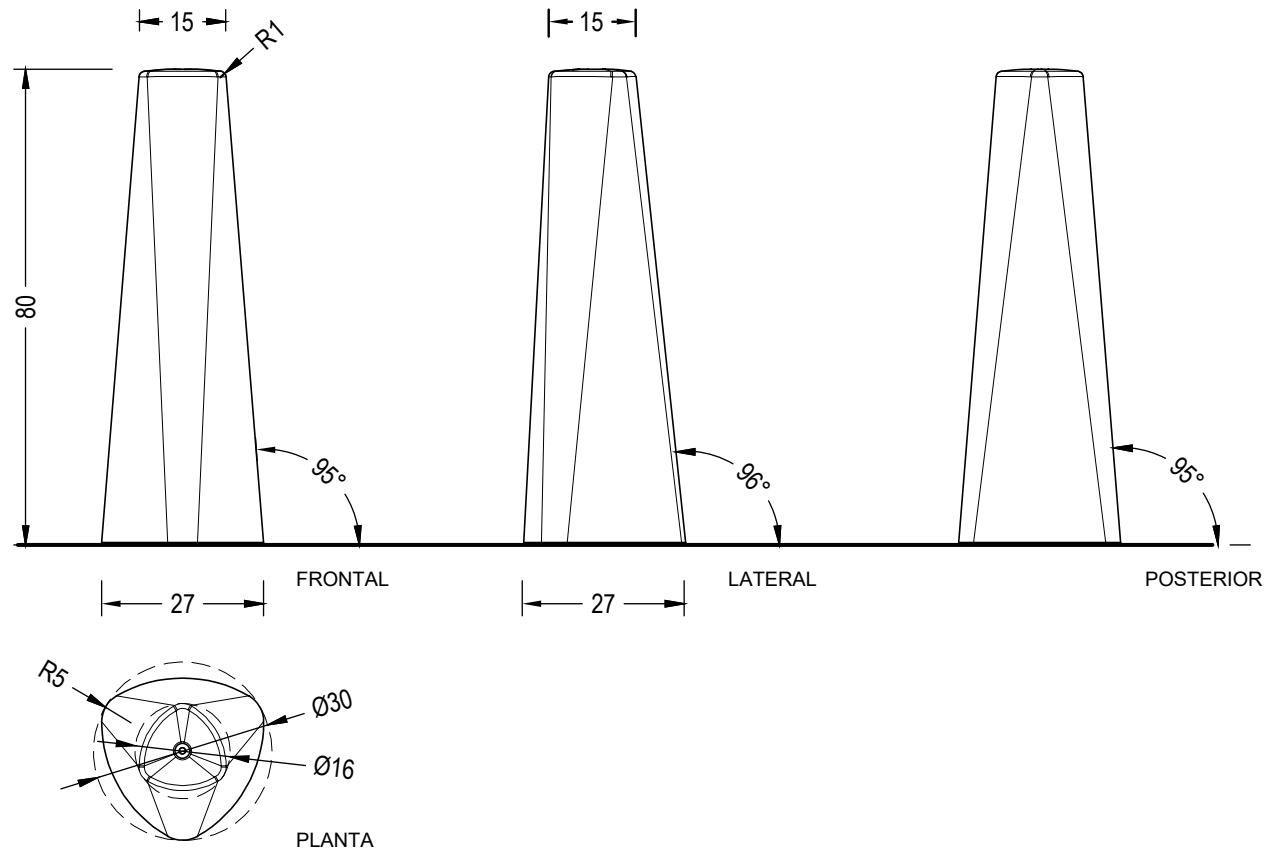 15
R1
15
80
95°
96°
95°
FRONTAL
LATERAL
POSTERIOR
27
27
R5
Ø30
Ø16
PLANTA